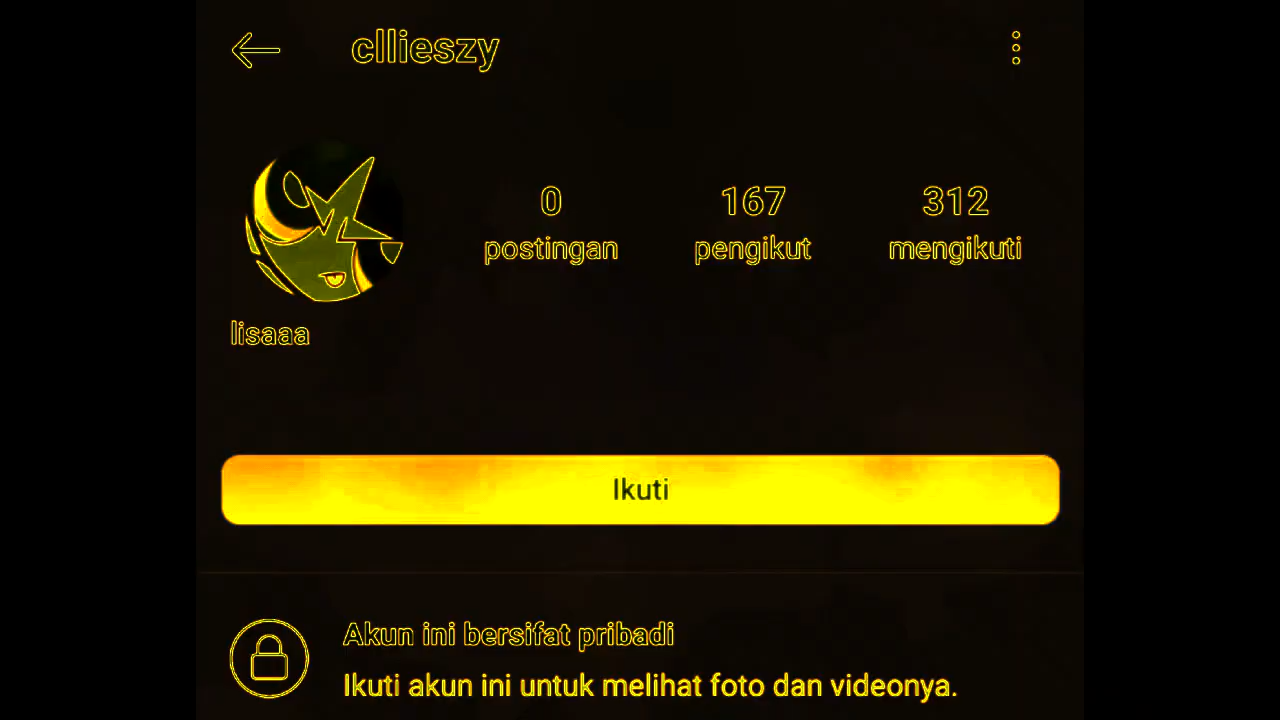 cllieszy
0 167 312
postingan pengikut mengikuti
lisaaa
Ikuti
Akun ini bersifat pribadi
Ikuti akun ini untuk melihat foto dan videonya.